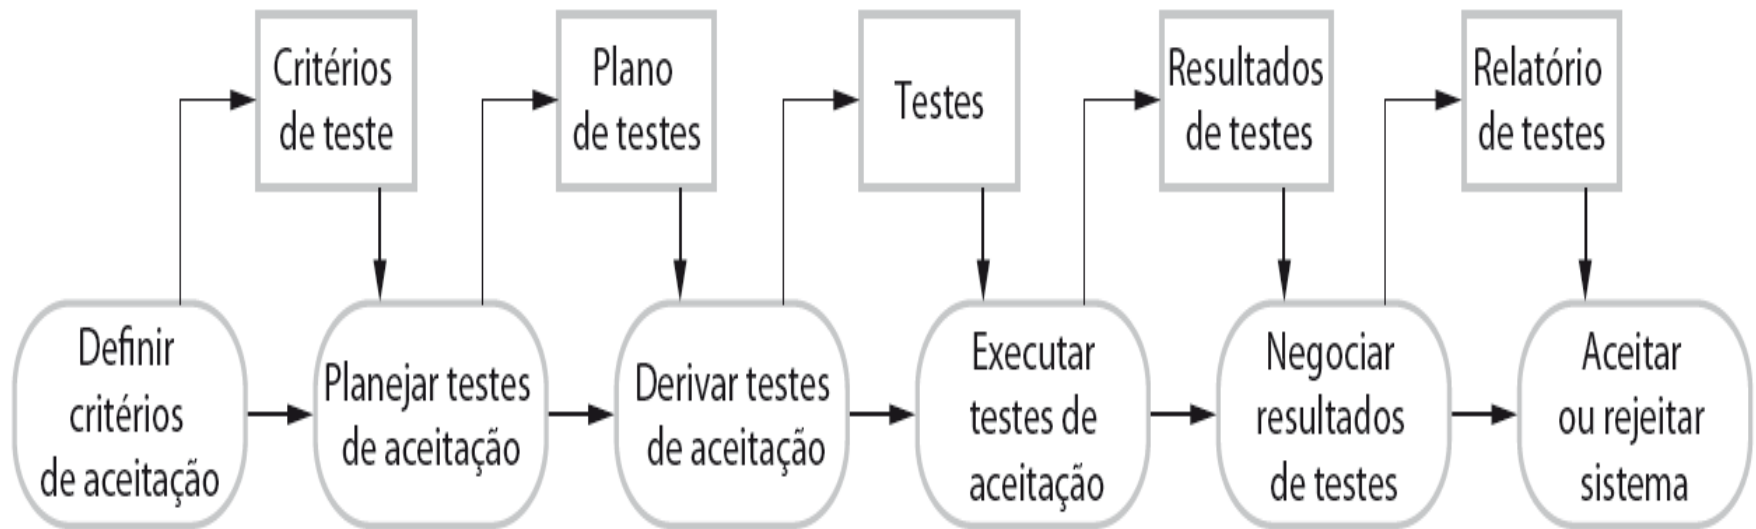 Critérios
de teste
Plano
de testes
Testes
Resultados
de testes
Relatório
de testes
Definir
critérios
de aceitação
Planejar testes
de aceitação
Derivar testes
de aceitação
Executar
testes de
aceitação
Negociar
resultados
de testes
Aceitar
ou rejeitar
sistema